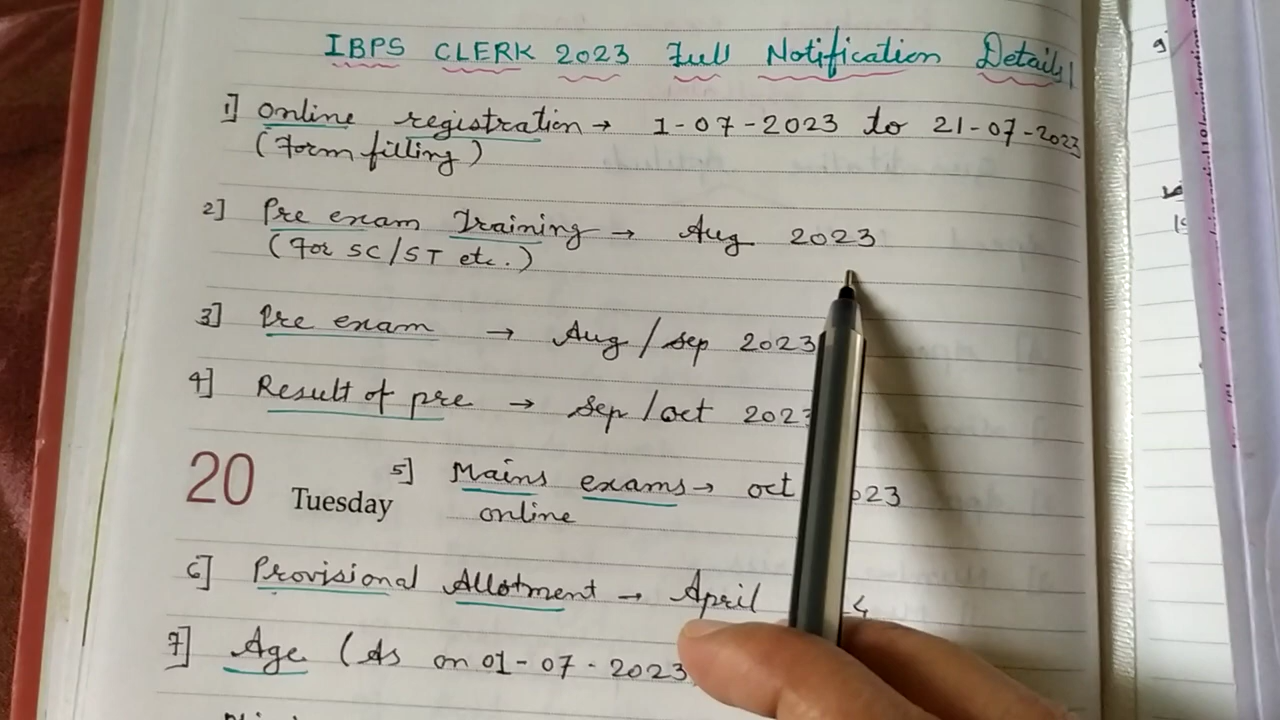 IBPS CLERK 2023 Full Notification Details
1] Online registration → 1-07-2023 to 21-07-2023
(Form filling)
2] Pre exam Training → Aug 2023
(For SC/ST etc.)
3] Pre exam → Aug/Sep 2023
4] Result of pre → Sep/oct 2023
20 Tuesday
5] Mains exams → oct 23
online
6] Provisional Allotment → April 4
7] Age (As on 01-07-2023